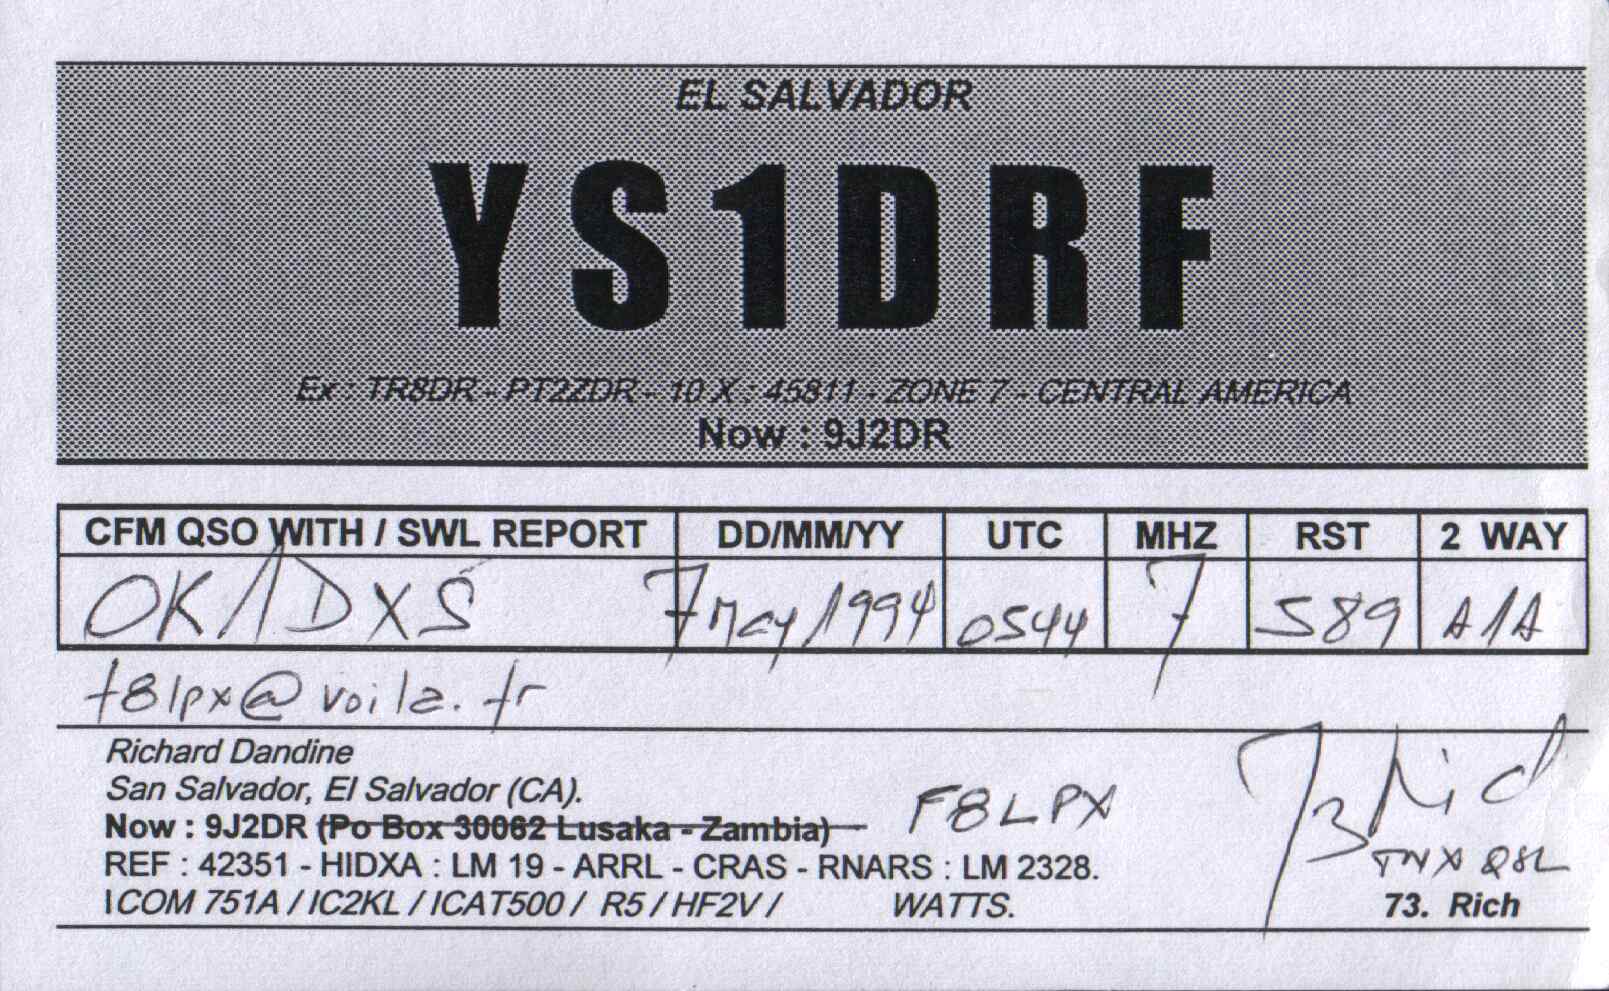 EL SALVADOR
YS1DRF
Ex : TR8DR - PT2ZDR - 10 X : 45811 - ZONE 7 - CENTRAL AMERICA
Now : 9J2DR
CFM QSO WITH / SWL REPORT DD/MM/YY UTC MHZ RST 2 WAY
OK1DXS 7 May 1994 0544 7 589 A1A
f8lpx@voila.fr
Richard Dandine
San Salvador, El Salvador (CA).
Now : 9J2DR (Po Box 30062 Lusaka - Zambia) F8LPX
73 Rich
REF : 42351 - HIDXA : LM 19 - ARRL - CRAS - RNARS : LM 2328.
TNX QSL
ICOM 751A / IC2KL / ICAT500 / R5 / HF2V / WATTS.
73. Rich